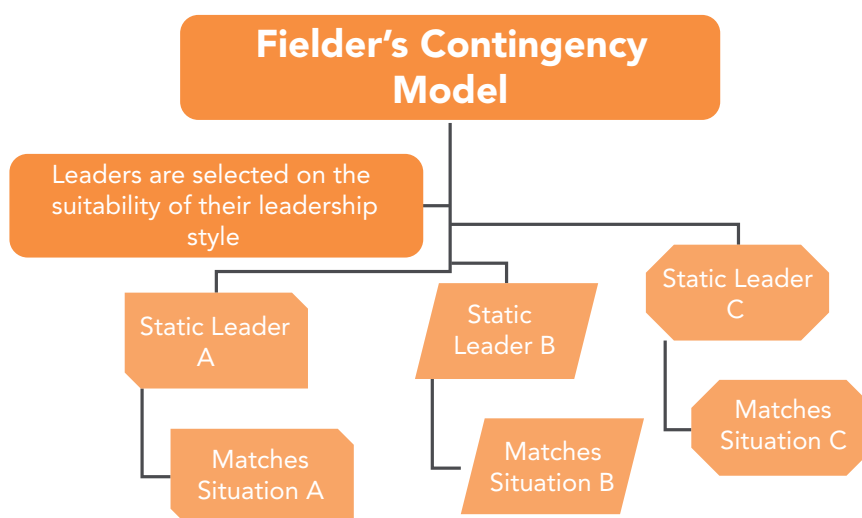 Fielder’s Contingency
Model
Leaders are selected on the
suitability of their leadership
style
Static Leader
A
Static
Leader B
Static Leader
C
Matches
Situation A
Matches
Situation B
Matches
Situation C